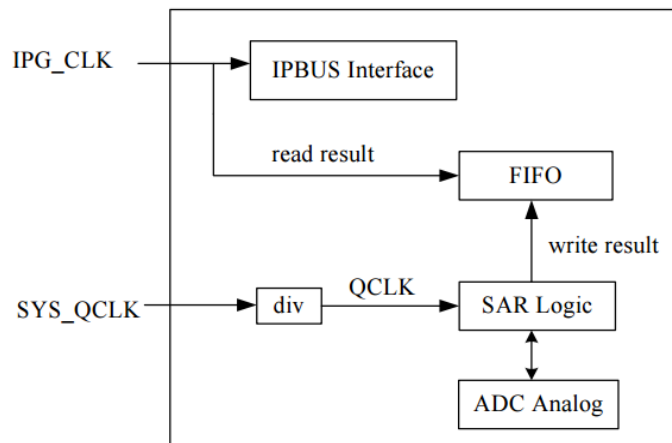 IPG_CLK
IPBUS Interface
read result
FIFO
write result
SYS_QCLK
div
QCLK
SAR Logic
ADC Analog